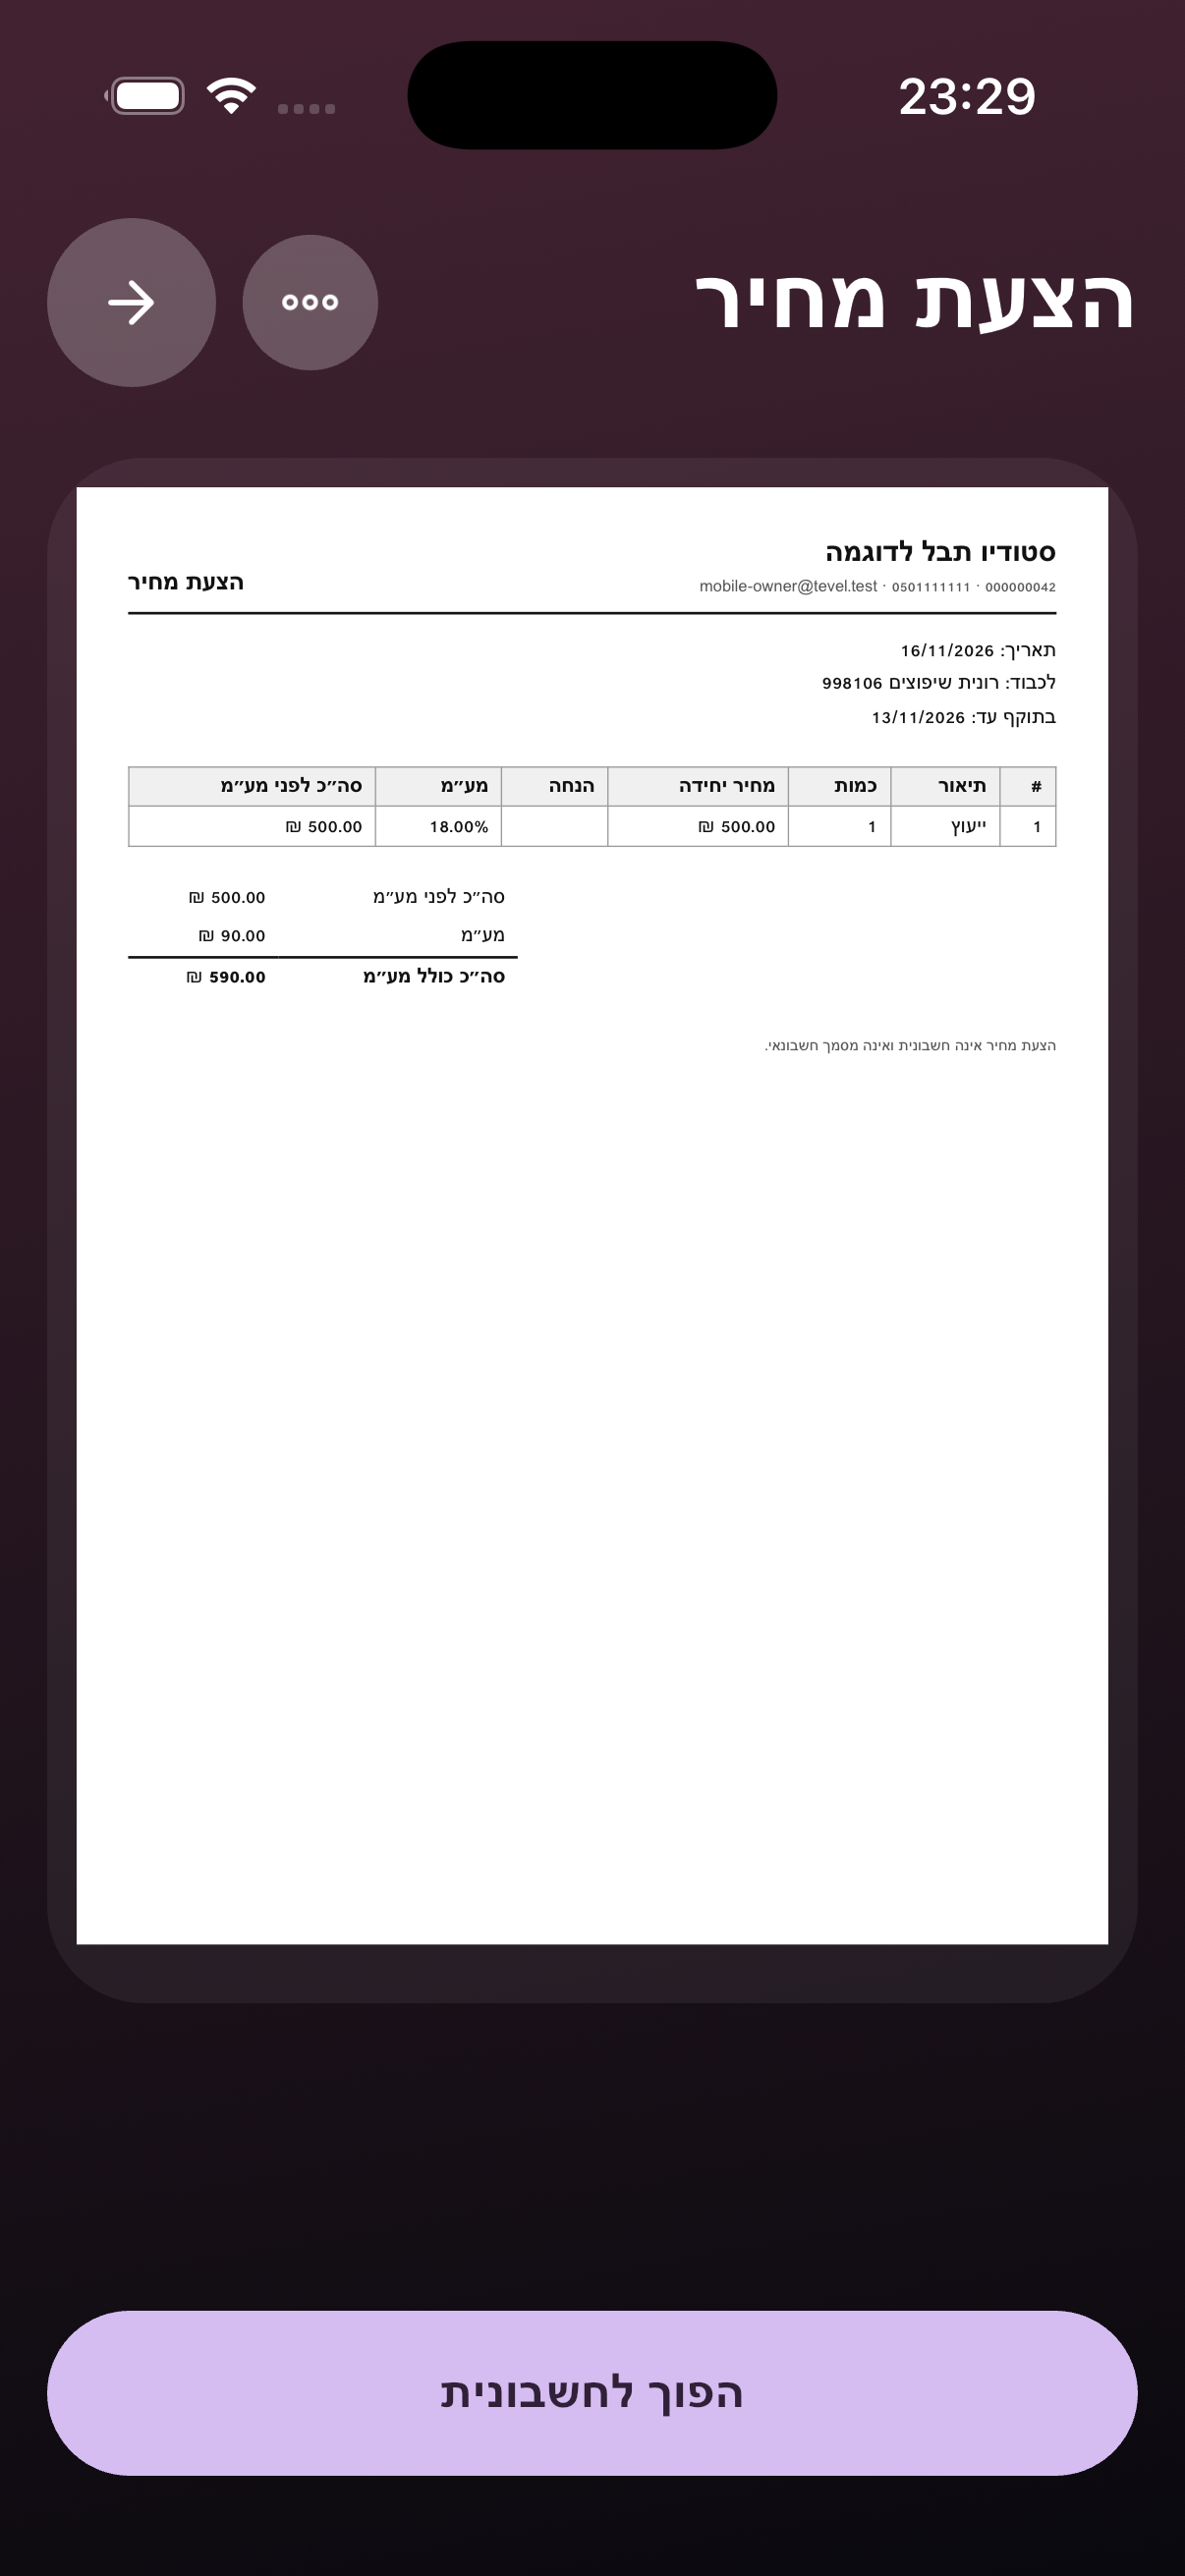 23:29
הצעת מחיר
סטודיו תבל לדוגמה
הצעת מחיר
000000042 · 0501111111 · mobile-owner@tevel.test
תאריך: 16/11/2026
לכבוד: רונית שיפוצים 998106
בתוקף עד: 13/11/2026
# תיאור כמות מחיר יחידה הנחה מע״מ סה״כ לפני מע״מ
1 ייעוץ 1 500.00 ₪ 18.00% 500.00 ₪
סה״כ לפני מע״מ 500.00 ₪
מע״מ 90.00 ₪
סה״כ כולל מע״מ 590.00 ₪
הצעת מחיר אינה חשבונית ואינה מסמך חשבונאי.
הפוך לחשבונית